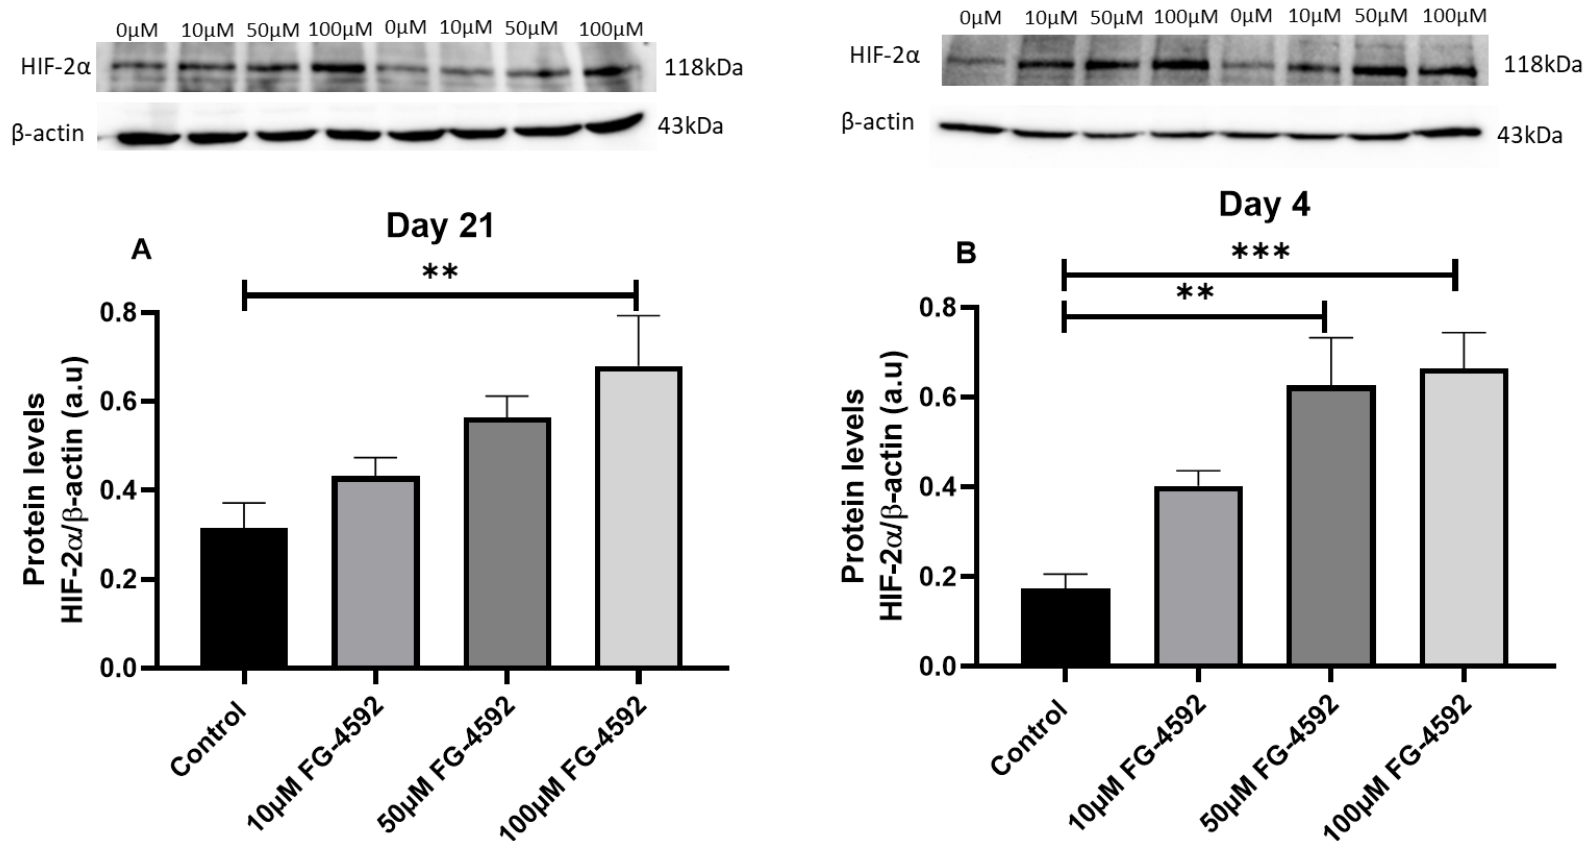 0µM 10µM 50µM 100µM 0µM 10µM 50µM 100µM
HIF-2α 118kDa
β-actin 43kDa
Day 21
A
**
Protein levels
HIF-2α/β-actin (a.u)
0.8
0.6
0.4
0.2
0.0
Control
10µM FG-4592
50µM FG-4592
100µM FG-4592
0µM 10µM 50µM 100µM 0µM 10µM 50µM 100µM
HIF-2α 118kDa
β-actin 43kDa
Day 4
B
***
**
Protein levels
HIF-2α/β-actin (a.u)
0.8
0.6
0.4
0.2
0.0
Control
10µM FG-4592
50µM FG-4592
100µM FG-4592